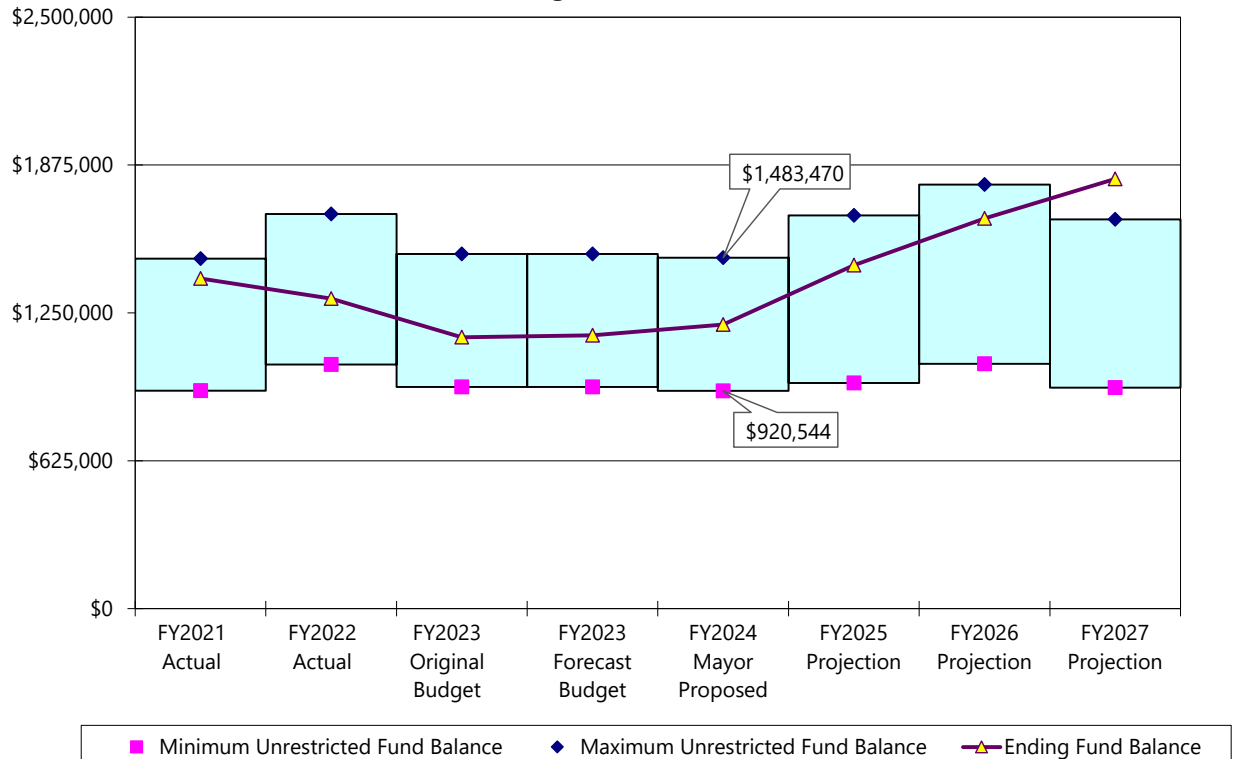 $2,500,000
$1,875,000
$1,483,470
$1,250,000
$920,544
$625,000
$0
FY2021 Actual
FY2022 Actual
FY2023 Original Budget
FY2023 Forecast Budget
FY2024 Mayor Proposed
FY2025 Projection
FY2026 Projection
FY2027 Projection
Minimum Unrestricted Fund Balance
Maximum Unrestricted Fund Balance
Ending Fund Balance